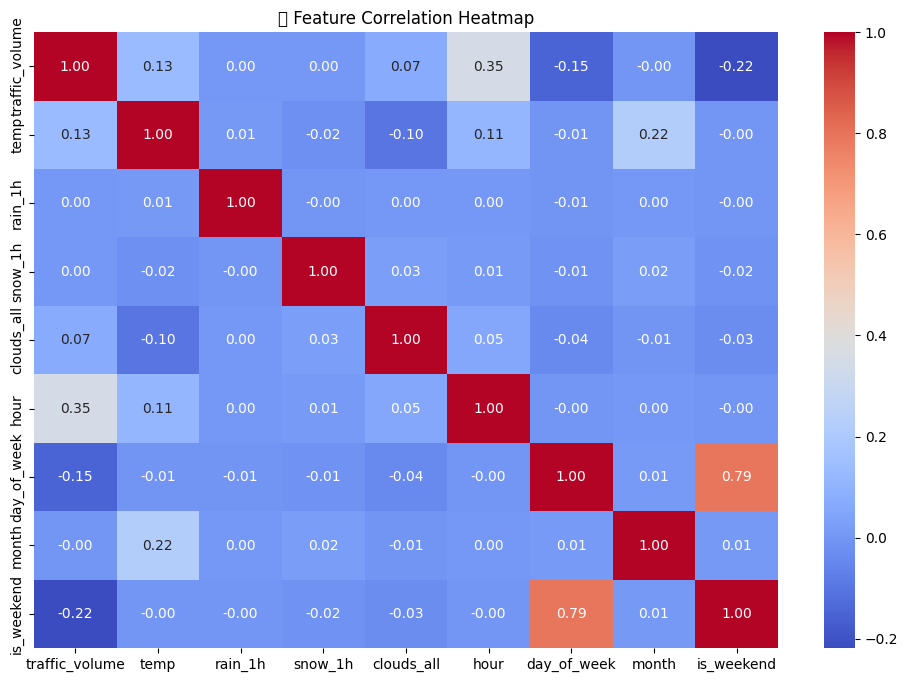 ▯ Feature Correlation Heatmap
traffic_volume 1.00 0.13 0.00 0.00 0.07 0.35 -0.15 -0.00 -0.22
temp 0.13 1.00 0.01 -0.02 -0.10 0.11 -0.01 0.22 -0.00
rain_1h 0.00 0.01 1.00 -0.00 0.00 0.00 -0.01 0.00 -0.00
snow_1h 0.00 -0.02 -0.00 1.00 0.03 0.01 -0.01 0.02 -0.02
clouds_all 0.07 -0.10 0.00 0.03 1.00 0.05 -0.04 -0.01 -0.03
hour 0.35 0.11 0.00 0.01 0.05 1.00 -0.00 0.00 -0.00
day_of_week -0.15 -0.01 -0.01 -0.01 -0.04 -0.00 1.00 0.01 0.79
month -0.00 0.22 0.00 0.02 -0.01 0.00 0.01 1.00 0.01
is_weekend -0.22 -0.00 -0.00 -0.02 -0.03 -0.00 0.79 0.01 1.00
traffic_volume temp rain_1h snow_1h clouds_all hour day_of_week month is_weekend
1.0
0.8
0.6
0.4
0.2
0.0
−0.2